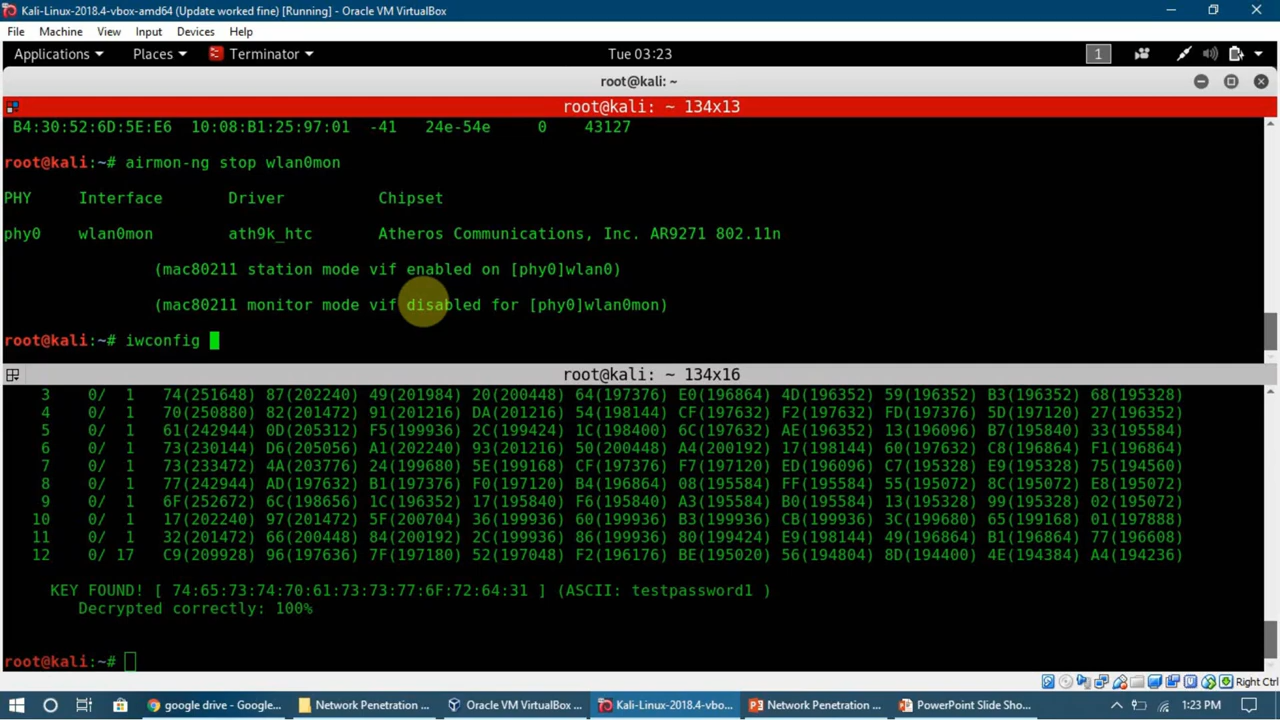 Kali-Linux-2018.4-vbox-amd64 (Update worked fine) [Running] - Oracle VM VirtualBox
File Machine View Input Devices Help
Applications Places Terminator Tue 03:23 1
root@kali: ~
root@kali: ~ 134x13
B4:30:52:6D:5E:E6 10:08:B1:25:97:01 -41 24e-54e 0 43127
root@kali:~# airmon-ng stop wlan0mon
PHY Interface Driver Chipset
phy0 wlan0mon ath9k_htc Atheros Communications, Inc. AR9271 802.11n
(mac80211 station mode vif enabled on [phy0]wlan0)
(mac80211 monitor mode vif disabled for [phy0]wlan0mon)
root@kali:~# iwconfig
root@kali: ~ 134x16
3 0/ 1 74(251648) 87(202240) 49(201984) 20(200448) 64(197376) E0(196864) 4D(196352) 59(196352) B3(196352) 68(195328)
4 0/ 1 70(250880) 82(201472) 91(201216) DA(201216) 54(198144) CF(197632) F2(197632) FD(197376) 5D(197120) 27(196352)
5 0/ 1 61(242944) 0D(205312) F5(199936) 2C(199424) 1C(198400) 6C(197632) AE(196352) 13(196096) B7(195840) 33(195584)
6 0/ 1 73(230144) D6(205056) A1(202240) 93(201216) 50(200448) A4(200192) 17(198144) 60(197632) C8(196864) F1(196864)
7 0/ 1 73(233472) 4A(203776) 24(199680) 5E(199168) CF(197376) F7(197120) ED(196096) C7(195328) E9(195328) 75(194560)
8 0/ 1 77(242944) AD(197632) B1(197376) F0(197120) B4(196864) 08(195584) FF(195584) 55(195072) 8C(195072) E8(195072)
9 0/ 1 6F(252672) 6C(198656) 1C(196352) 17(195840) F6(195840) A3(195584) B0(195584) 13(195328) 99(195328) 02(195072)
10 0/ 1 17(202240) 97(201472) 5F(200704) 36(199936) 60(199936) B3(199936) CB(199936) 3C(199680) 65(199168) 01(197888)
11 0/ 1 32(201472) 66(200448) 84(200192) 2C(199936) 86(199936) 80(199424) E9(198144) 49(196864) B1(196864) 77(196608)
12 0/ 17 C9(209928) 96(197636) 7F(197180) 52(197048) F2(196176) BE(195020) 56(194804) 8D(194400) 4E(194384) A4(194236)
KEY FOUND! [ 74:65:73:74:70:61:73:73:77:6F:72:64:31 ] (ASCII: testpassword1 )
Decrypted correctly: 100%
root@kali:~#
Right Ctrl
google drive - Google... Network Penetration ... Oracle VM VirtualBox ... Kali-Linux-2018.4-vbo... Network Penetration ... PowerPoint Slide Sho... 1:23 PM